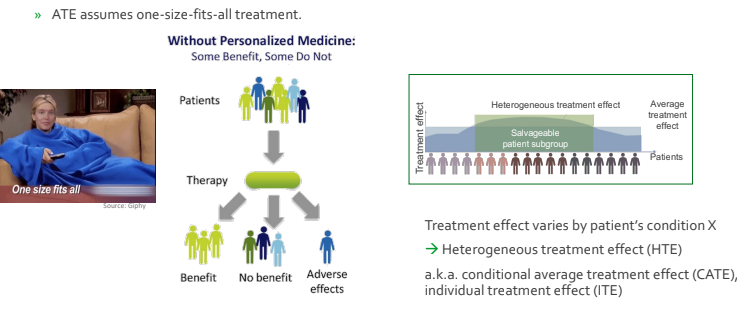 » ATE assumes one-size-fits-all treatment.
Without Personalized Medicine:
Some Benefit, Some Do Not
Patients
Therapy
Benefit
No benefit
Adverse
effects
One size fits all
Source: Giphy
Treatment effect
Heterogeneous treatment effect
Average
treatment
effect
Salvageable
patient subgroup
Patients
Treatment effect varies by patient's condition X
→ Heterogeneous treatment effect (HTE)
a.k.a. conditional average treatment effect (CATE),
individual treatment effect (ITE)